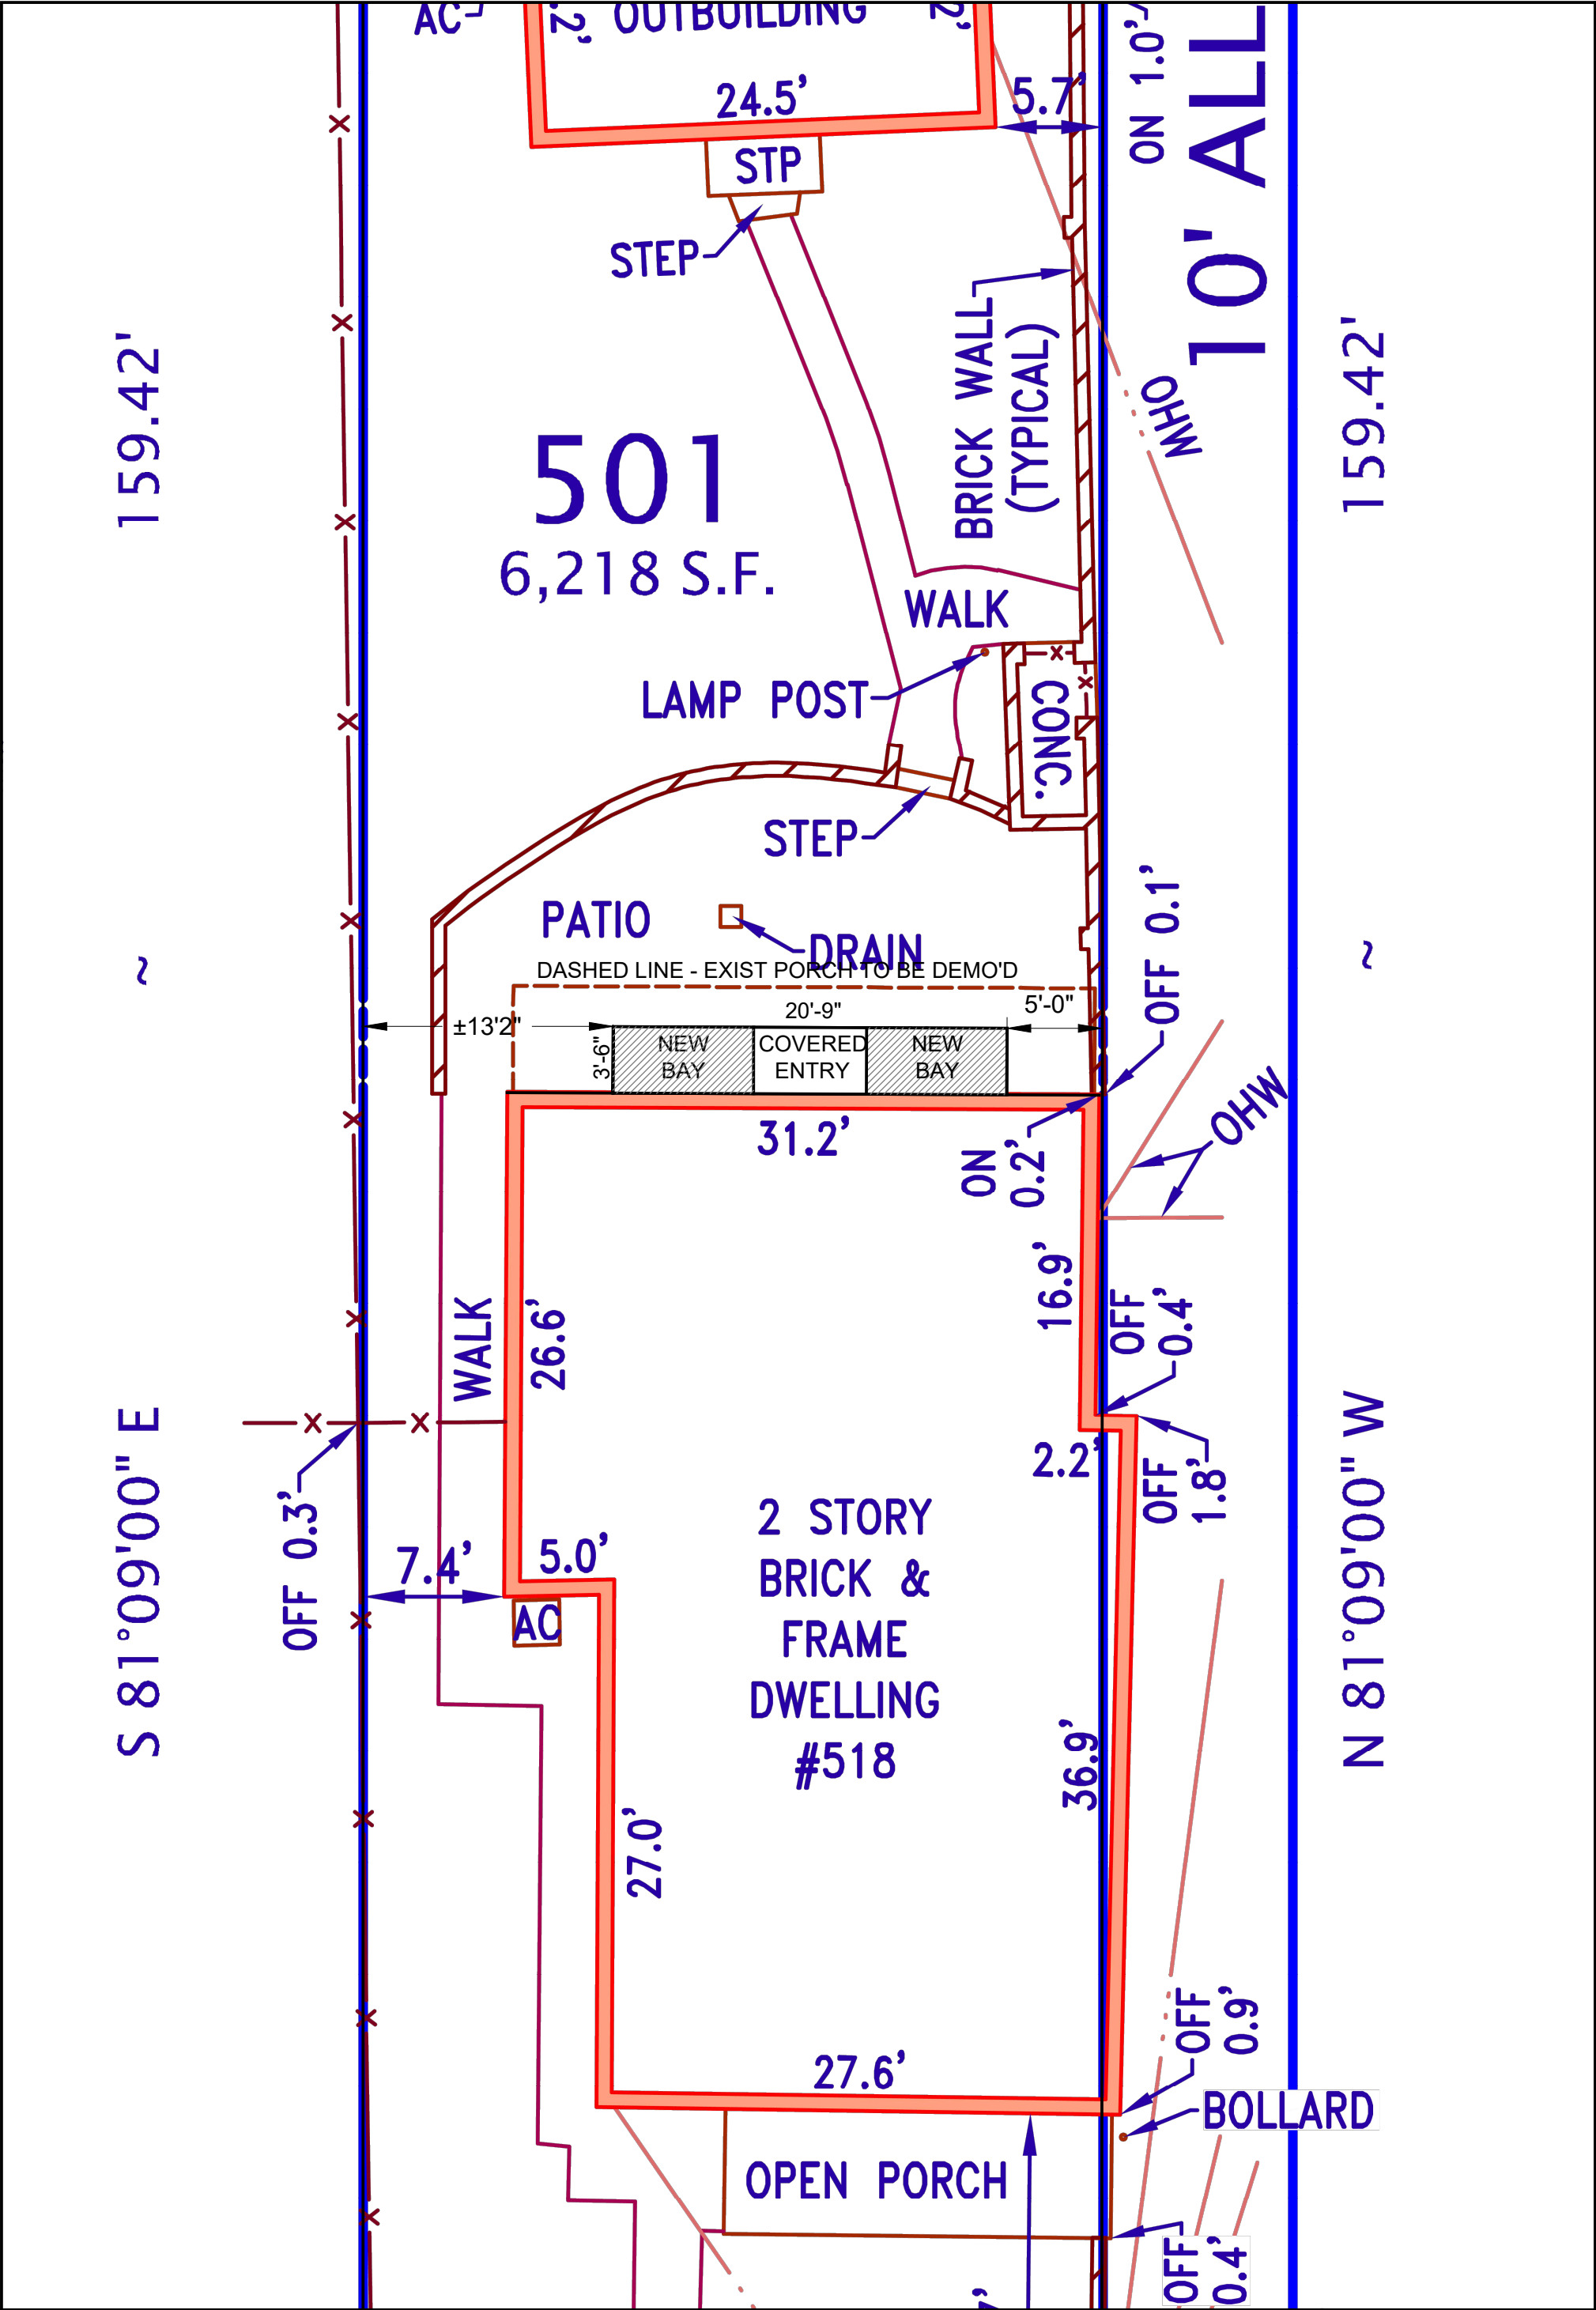 AC
OUTBUILDING
2'
2'
24.5'
5.7'
ON 1.0'
10' ALL
STP
STEP
BRICK WALL
(TYPICAL)
OHW
159.42'
159.42'
501
6,218 S.F.
WALK
LAMP POST
CONC.
STEP
PATIO
DRAIN
OFF 0.1'
~
~
DASHED LINE - EXIST PORCH TO BE DEMO'D
±13'2"
20'-9"
5'-0"
3'-6"
NEW
BAY
COVERED
ENTRY
NEW
BAY
31.2'
ON
0.2'
OHW
16.9'
OFF
0.4'
WALK
26.6'
2.2'
OFF
1.8'
S 81°09'00" E
N 81°09'00" W
OFF 0.3'
7.4'
5.0'
AC
2 STORY
BRICK &
FRAME
DWELLING
#518
36.9'
27.0'
27.6'
OFF
0.9'
BOLLARD
OPEN PORCH
OFF
0.4'